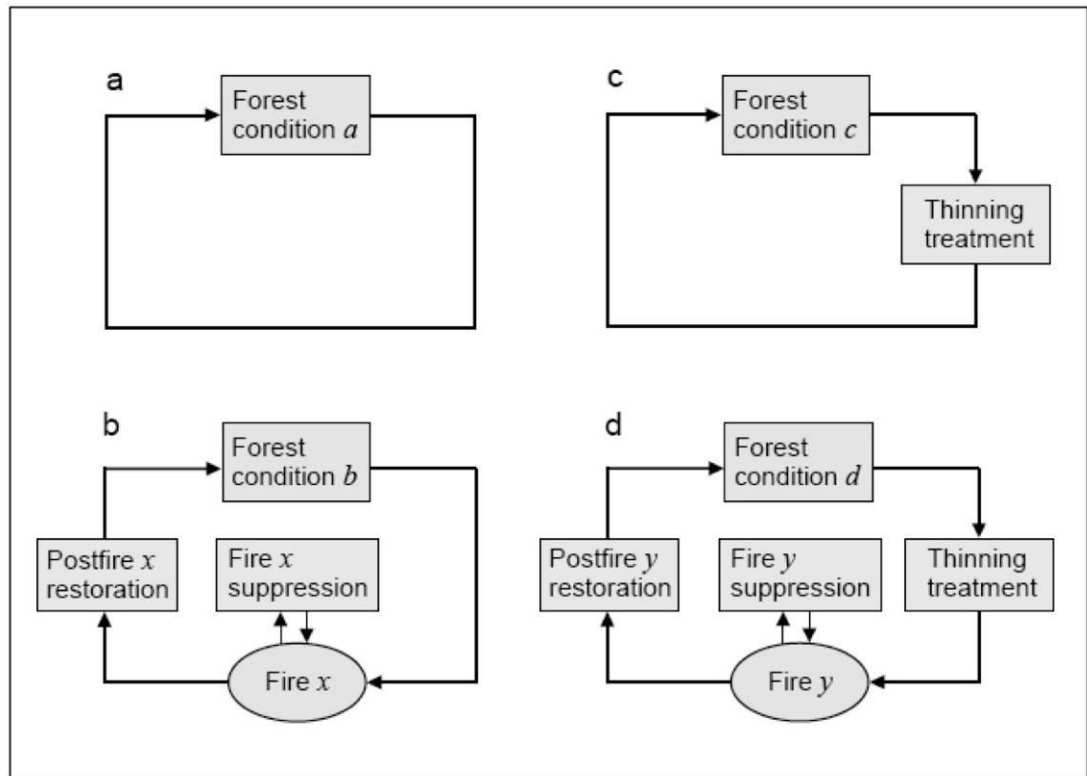 a
Forest
condition a
c
Forest
condition c
Thinning
treatment
b
Forest
condition b
Postfire x
restoration
Fire x
suppression
Fire x
d
Forest
condition d
Postfire y
restoration
Fire y
suppression
Thinning
treatment
Fire y